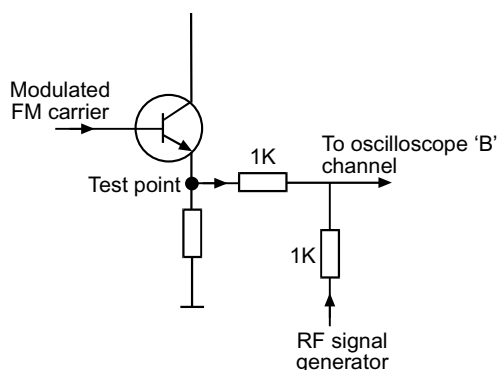 Modulated
FM carrier
To oscilloscope ‘B’
channel
1K
Test point
1K
RF signal
generator